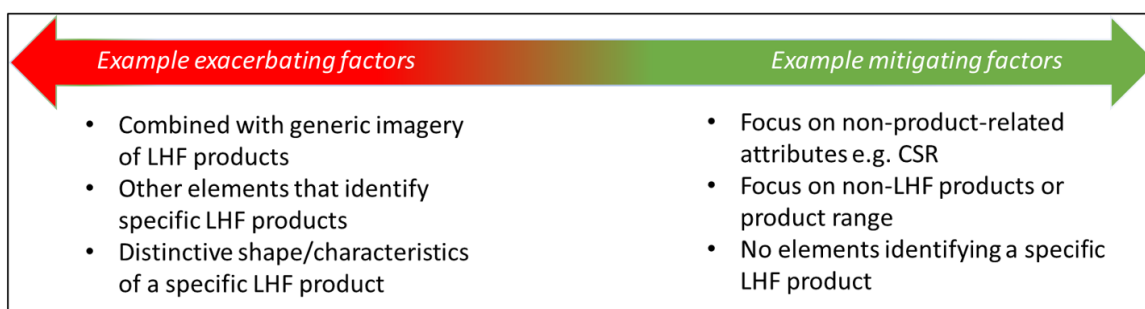 Example exacerbating factors
Example mitigating factors
• Combined with generic imagery
of LHF products
• Other elements that identify
specific LHF products
• Distinctive shape/characteristics
of a specific LHF product
• Focus on non-product-related
attributes e.g. CSR
• Focus on non-LHF products or
product range
• No elements identifying a specific
LHF product